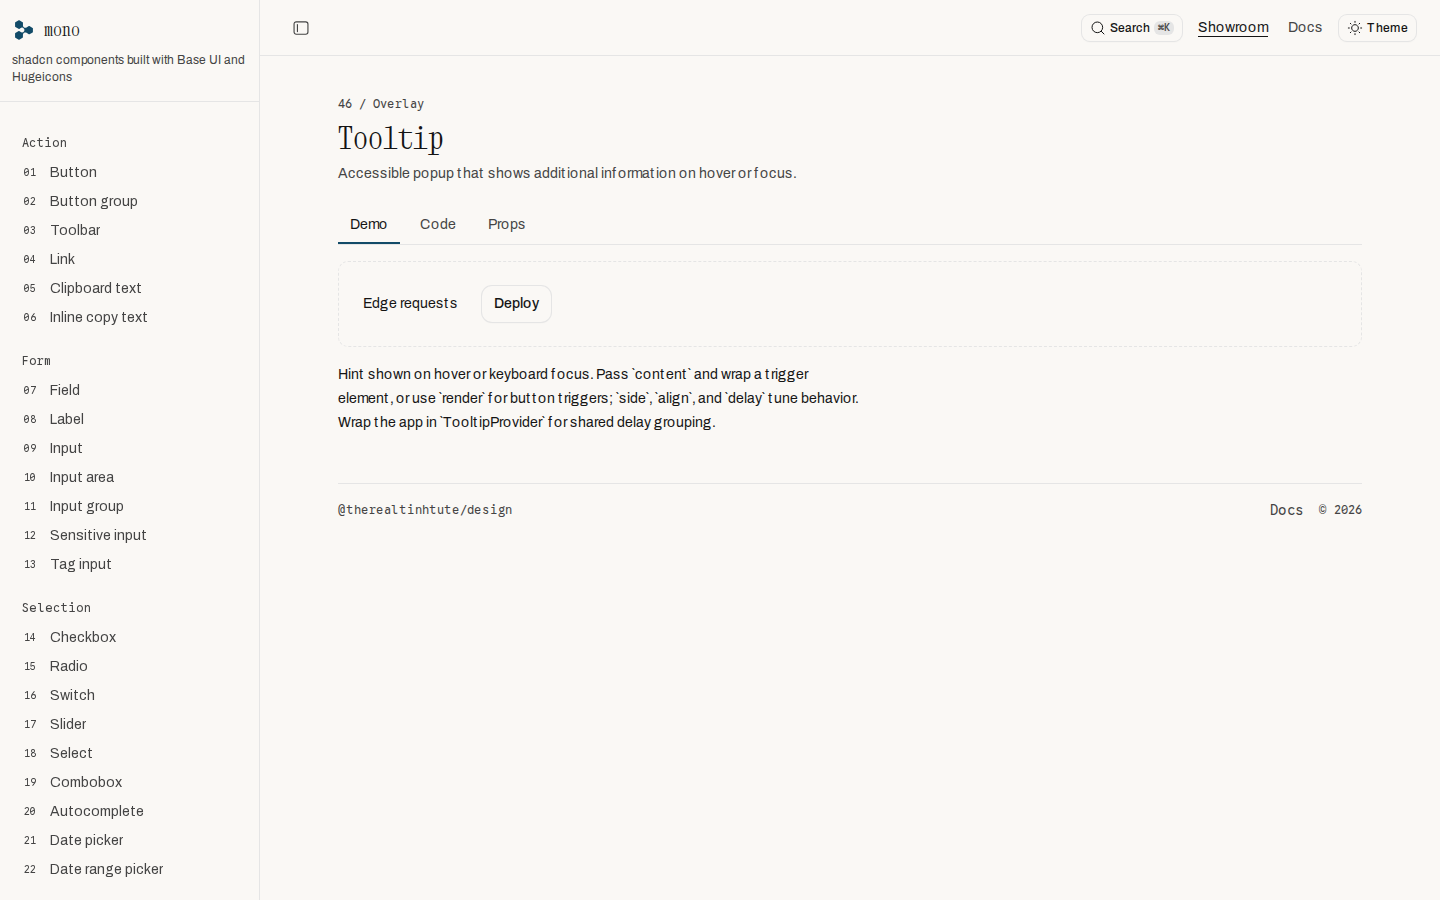 mono
shadcn components built with Base UI and
Hugeicons
Action
01 Button
02 Button group
03 Toolbar
04 Link
05 Clipboard text
06 Inline copy text
Form
07 Field
08 Label
09 Input
10 Input area
11 Input group
12 Sensitive input
13 Tag input
Selection
14 Checkbox
15 Radio
16 Switch
17 Slider
18 Select
19 Combobox
20 Autocomplete
21 Date picker
22 Date range picker
Search ⌘K Showroom Docs Theme
46 / Overlay
Tooltip
Accessible popup that shows additional information on hover or focus.
Demo Code Props
Edge requests Deploy
Hint shown on hover or keyboard focus. Pass `content` and wrap a trigger
element, or use `render` for button triggers; `side`, `align`, and `delay` tune behavior.
Wrap the app in `TooltipProvider` for shared delay grouping.
@therealtinhtute/design Docs © 2026